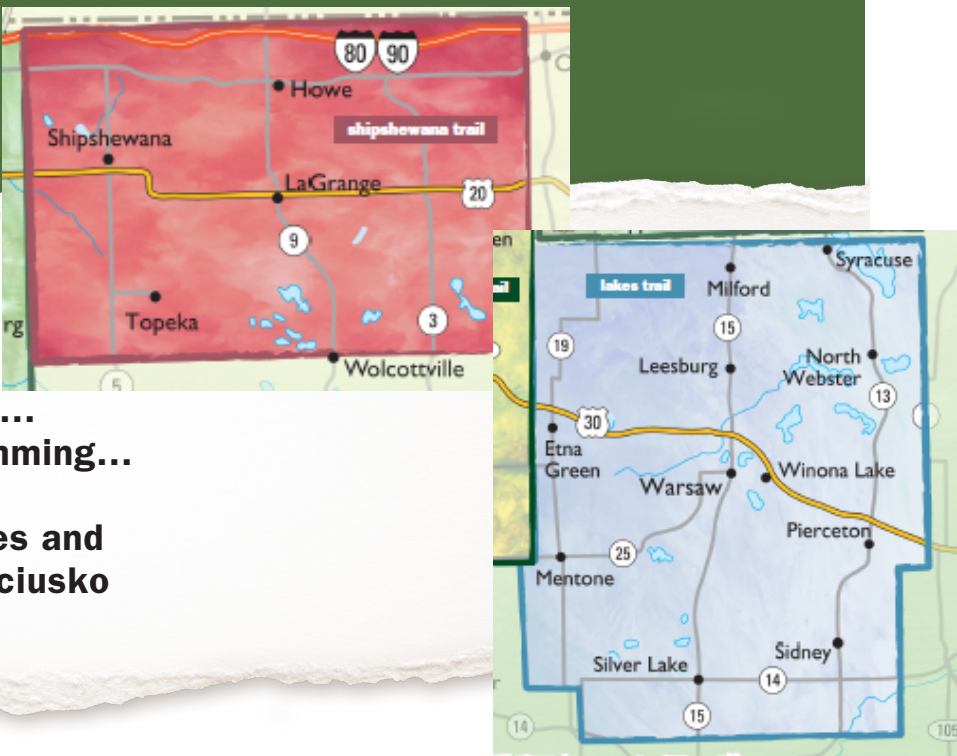 80 90
Howe
shipshewana trail
Shipshewana
LaGrange
20
9
Topeka
3
rg
Wolcottville
5
en
ail
lakes trail
Syracuse
Milford
15
19
Leesburg
North
Webster
13
30
Etna
Green
Winona Lake
Warsaw
Pierceton
25
Mentone
Sidney
Silver Lake
14
15
14
105
...
nming...
es and
ciusko